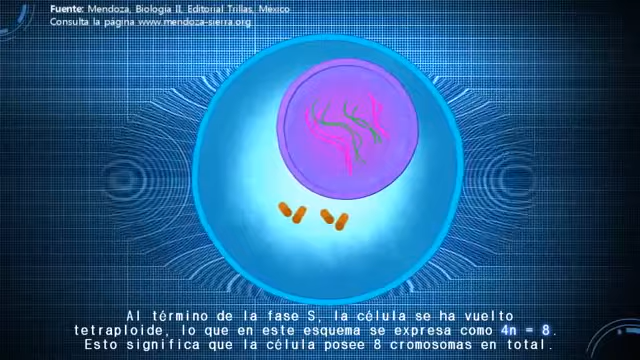 Fuente: Mendoza, Biología II, Editorial Trillas, México
Consulta la página www.mendoza-sierra.org
Al término de la fase S, la célula se ha vuelto
tetraploide, lo que en este esquema se expresa como 4n = 8.
Esto significa que la célula posee 8 cromosomas en total.